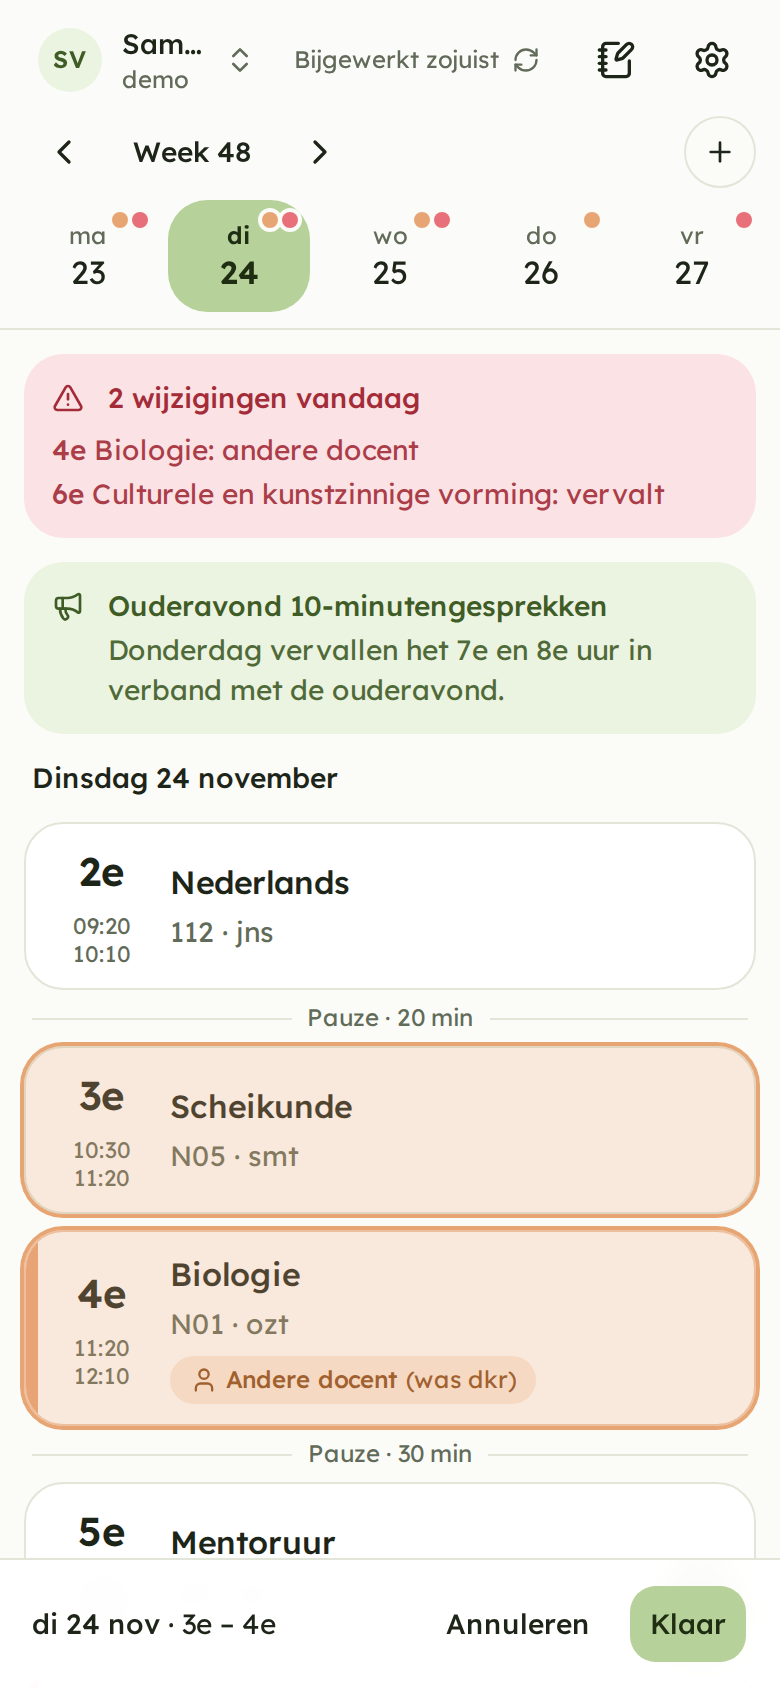 SV
Sam...
demo
Bijgewerkt zojuist
Week 48
ma
23
di
24
wo
25
do
26
vr
27
2 wijzigingen vandaag
4e Biologie: andere docent
6e Culturele en kunstzinnige vorming: vervalt
Ouderavond 10-minutengesprekken
Donderdag vervallen het 7e en 8e uur in
verband met de ouderavond.
Dinsdag 24 november
2e
09:20
10:10
Nederlands
112 · jns
Pauze · 20 min
3e
10:30
11:20
Scheikunde
N05 · smt
4e
11:20
12:10
Biologie
N01 · ozt
Andere docent (was dkr)
Pauze · 30 min
5e
Mentoruur
di 24 nov · 3e – 4e
Annuleren
Klaar